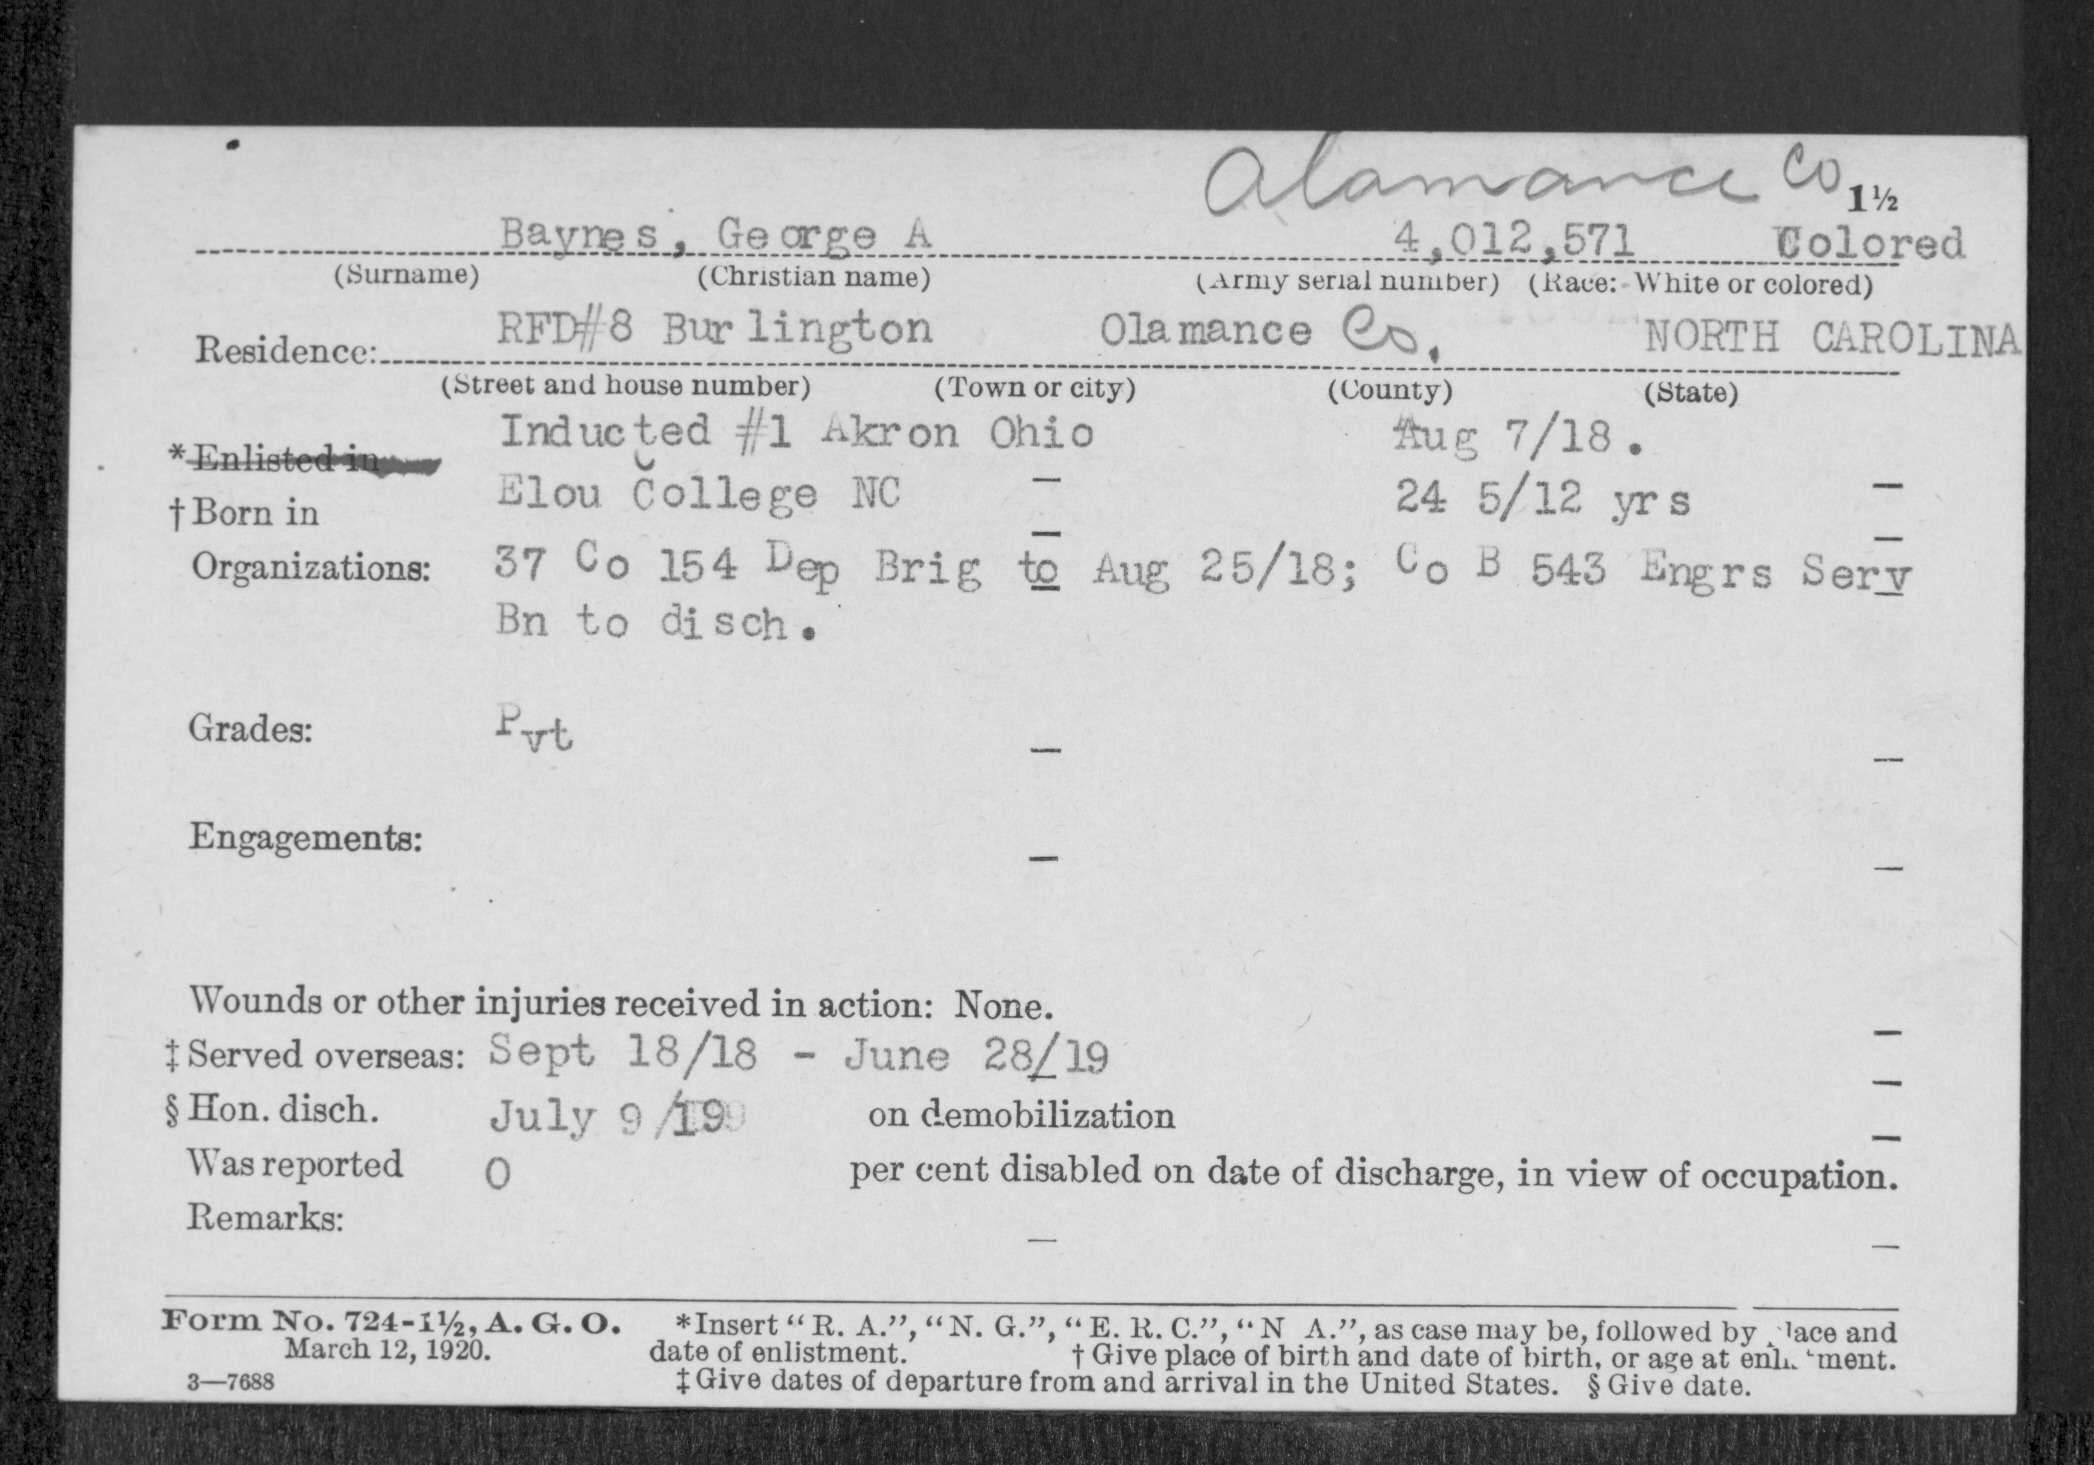 Alamance Co
1½
Baynes, George A 4,012,571 Colored
(Surname) (Christian name) (Army serial number) (Race: White or colored)
Residence: RFD#8 Burlington Olamance Co. NORTH CAROLINA
(Street and house number) (Town or city) (County) (State)
*Enlisted in Inducted #1 Akron Ohio Aug 7/18.
†Born in Elou College NC – 24 5/12 yrs –
Organizations: 37 Co 154 Dep Brig to Aug 25/18; Co B 543 Engrs Serv
Bn to disch.
Grades: Pvt – –
Engagements: – –
Wounds or other injuries received in action: None. –
‡Served overseas: Sept 18/18 - June 28/19 –
§Hon. disch. July 9/19 on demobilization –
Was reported 0 per cent disabled on date of discharge, in view of occupation.
Remarks: – –
Form No. 724-1½, A. G. O. *Insert "R. A.", "N. G.", "E. R. C.", "N A.", as case may be, followed by place and
March 12, 1920. date of enlistment. †Give place of birth and date of birth, or age at enlistment.
3—7688 ‡Give dates of departure from and arrival in the United States. §Give date.